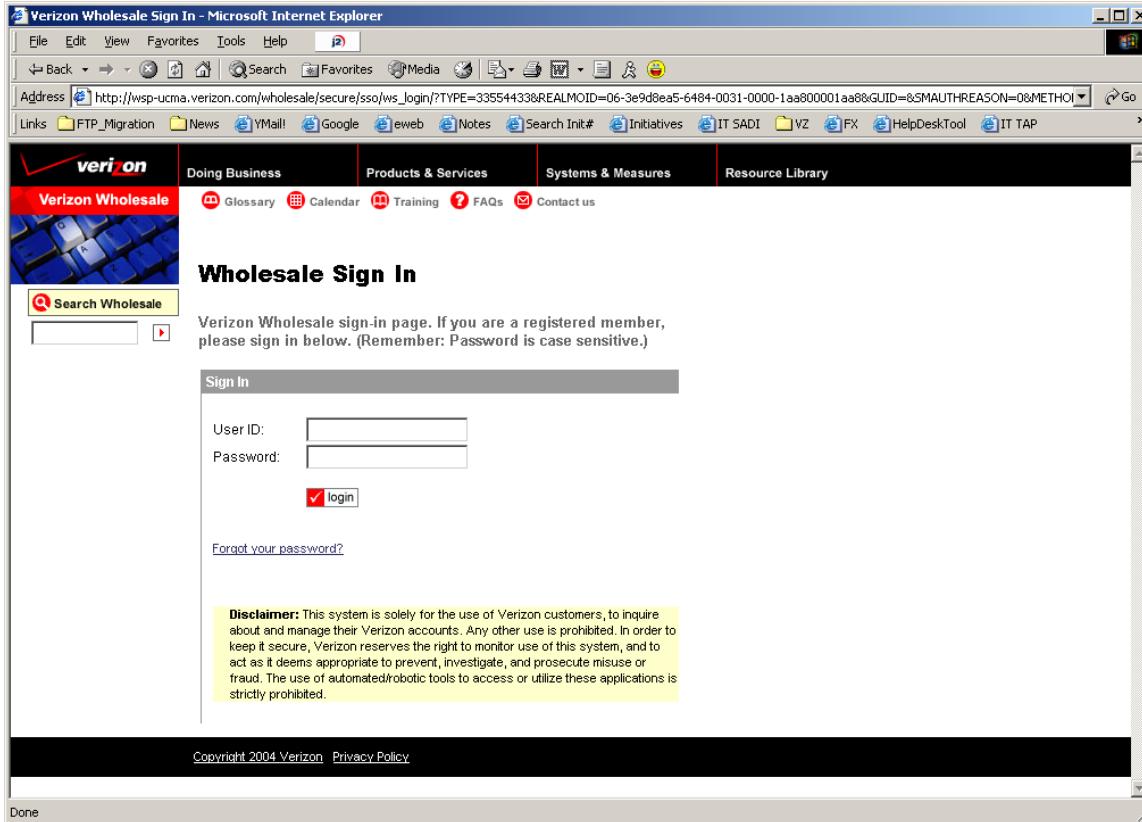 Verizon Wholesale Sign In - Microsoft Internet Explorer
File Edit View Favorites Tools Help j2)
Back Search Favorites Media
Address http://wsp-ucma.verizon.com/wholesale/secure/sso/ws_login/?TYPE=33554433&REALMOID=06-3e9d8ea5-6484-0031-0000-1aa800001aa8&GUID=&SMAUTHREASON=0&METHO Go
Links FTP_Migration News YMail! Google eweb Notes Search Init# Initiatives IT SADI VZ FX HelpDeskTool IT TAP
verizon Doing Business Products & Services Systems & Measures Resource Library
Verizon Wholesale Glossary Calendar Training FAQs Contact us
Wholesale Sign In
Search Wholesale
Verizon Wholesale sign-in page. If you are a registered member,
please sign in below. (Remember: Password is case sensitive.)
Sign In
User ID:
Password:
login
Forgot your password?
Disclaimer: This system is solely for the use of Verizon customers, to inquire
about and manage their Verizon accounts. Any other use is prohibited. In order to
keep it secure, Verizon reserves the right to monitor use of this system, and to
act as it deems appropriate to prevent, investigate, and prosecute misuse or
fraud. The use of automated/robotic tools to access or utilize these applications is
strictly prohibited.
Copyright 2004 Verizon Privacy Policy
Done